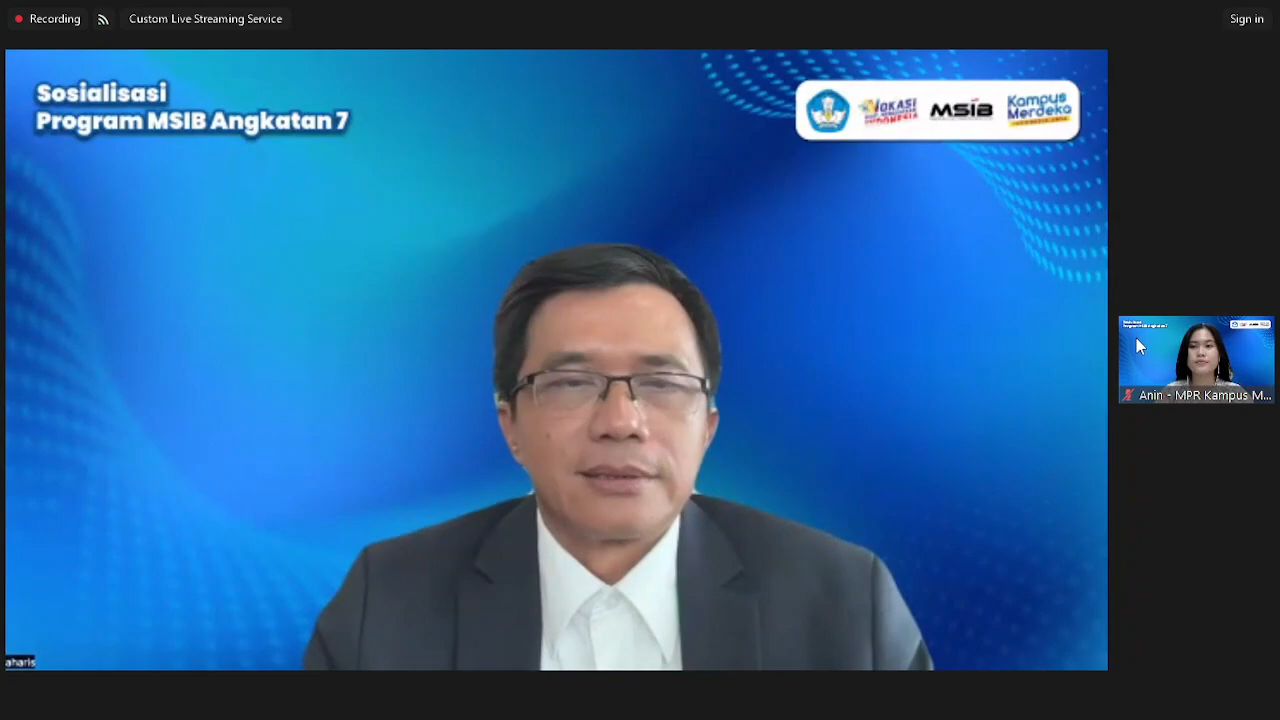 Recording
Custom Live Streaming Service
Sign in
Sosialisasi
Program MSIB Angkatan 7
VOKASI
INDONESIA
MSIB
Kampus
Merdeka
Anin - MPR Kampus M...
aharis